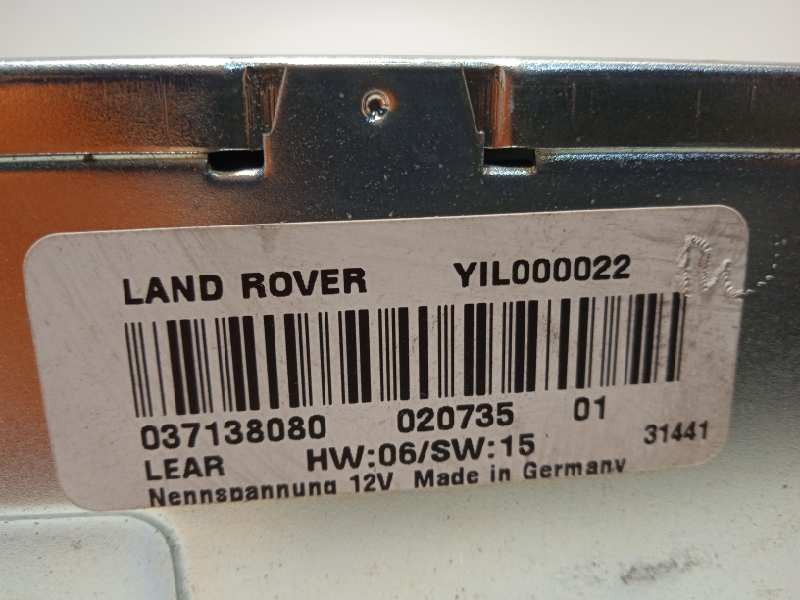 LAND ROVER YIL000022
037138080 020735 01
LEAR HW:06/SW:15 31441
Nennspannung 12V Made in Germany